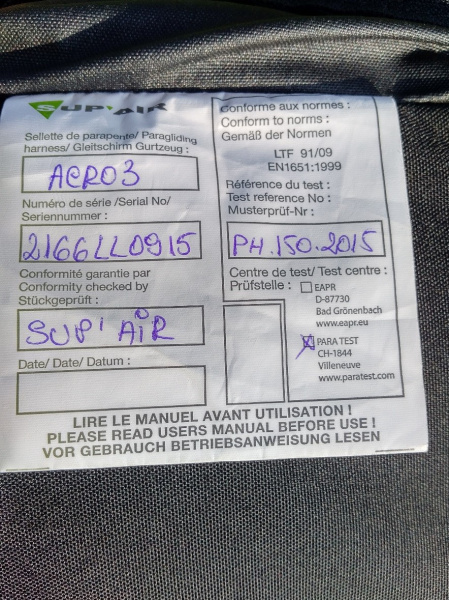 SUP'AIR
Sellette de parapente/ Paragliding
harness/ Gleitschirm Gurtzeug :
ACRO3
Numéro de série /Serial No/
Seriennummer :
2166LL0915
Conformité garantie par
Conformity checked by
Stückgeprüft :
SUP'AiR
Date/ Date/ Datum :
Conforme aux normes :
Conform to norms :
Gemäß der Normen
LTF 91/09
EN1651:1999
Référence du test :
Test reference No :
Musterprüf-Nr :
PH.150.2015
Centre de test/ Test centre :
Prüfstelle :
EAPR
D-87730
Bad Grönenbach
www.eapr.eu
PARA TEST
CH-1844
Villeneuve
www.paratest.com
LIRE LE MANUEL AVANT UTILISATION !
PLEASE READ USERS MANUAL BEFORE USE !
VOR GEBRAUCH BETRIEBSANWEISUNG LESEN